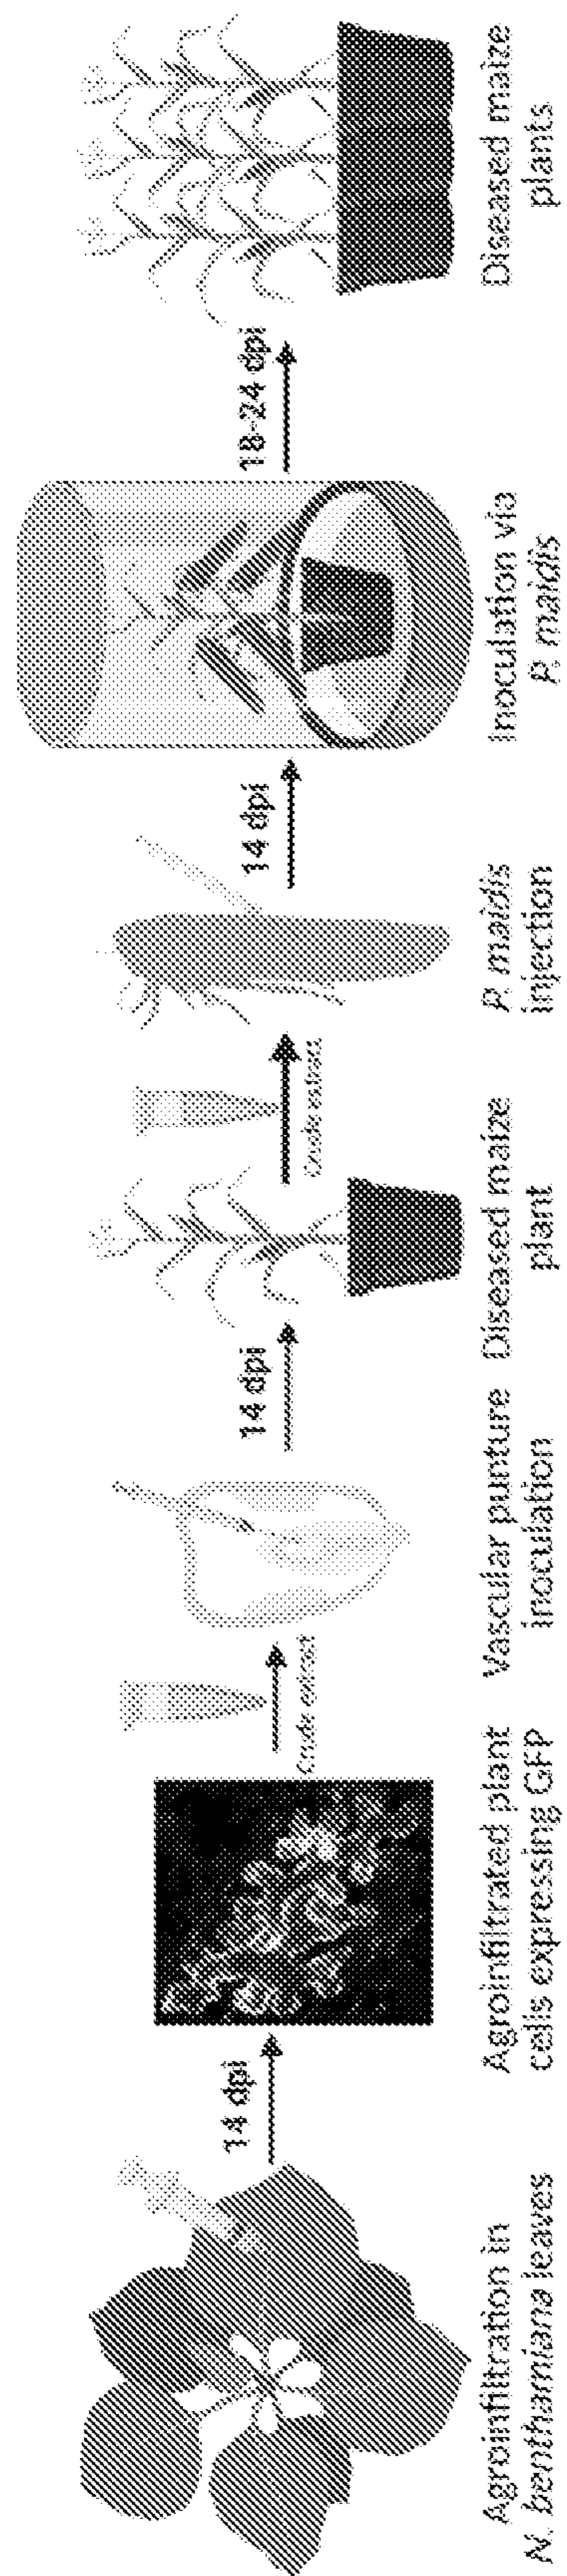 Agroinfiltration in
N. benthamiana leaves
14 dpi
Agroinfiltrated plant
cells expressing GFP
Crude extract
Vascular punture
inoculation
14 dpi
Diseased maize
plant
Crude extract
P. maidis
injection
14 dpi
Inoculation via
P. maidis
18-24 dpi
Diseased maize
plants